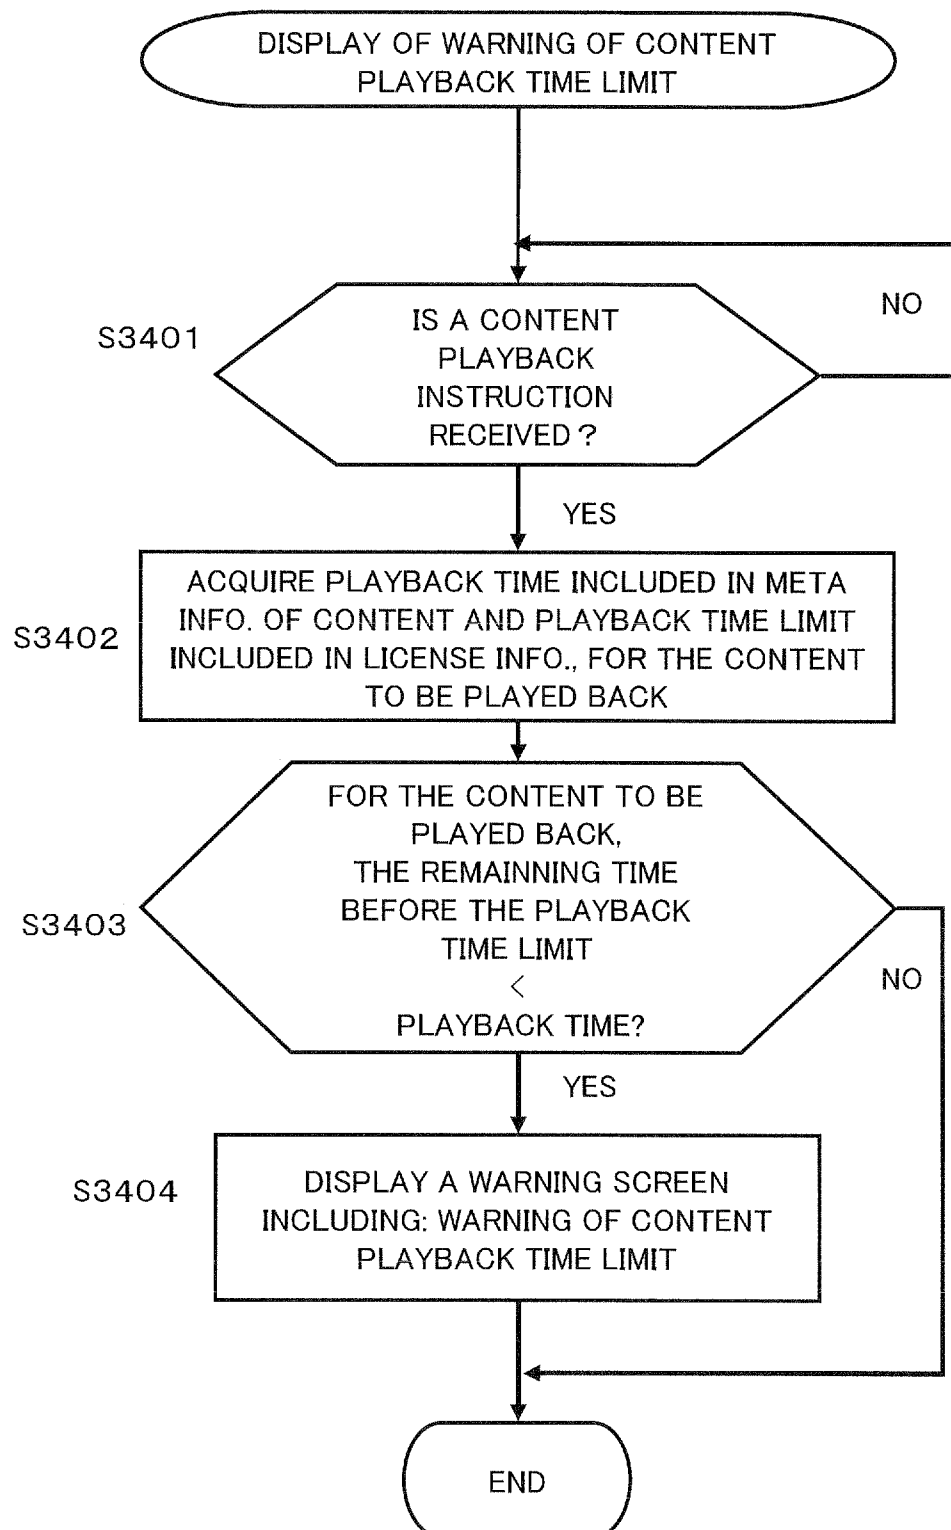 DISPLAY OF WARNING OF CONTENT
PLAYBACK TIME LIMIT
NO
S3401
IS A CONTENT
PLAYBACK
INSTRUCTION
RECEIVED?
YES
S3402
ACQUIRE PLAYBACK TIME INCLUDED IN META
INFO. OF CONTENT AND PLAYBACK TIME LIMIT
INCLUDED IN LICENSE INFO., FOR THE CONTENT
TO BE PLAYED BACK
S3403
FOR THE CONTENT TO BE
PLAYED BACK,
THE REMAINNING TIME
BEFORE THE PLAYBACK
TIME LIMIT
<
PLAYBACK TIME?
NO
YES
S3404
DISPLAY A WARNING SCREEN
INCLUDING: WARNING OF CONTENT
PLAYBACK TIME LIMIT
END